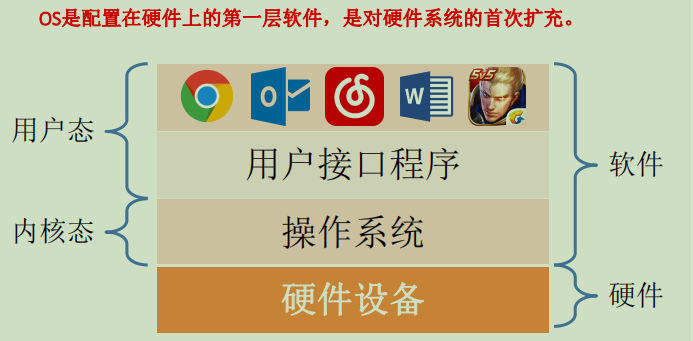 OS是配置在硬件上的第一层软件，是对硬件系统的首次扩充。
O
W
5v5
用户态
用户接口程序
软件
内核态
操作系统
硬件设备
硬件